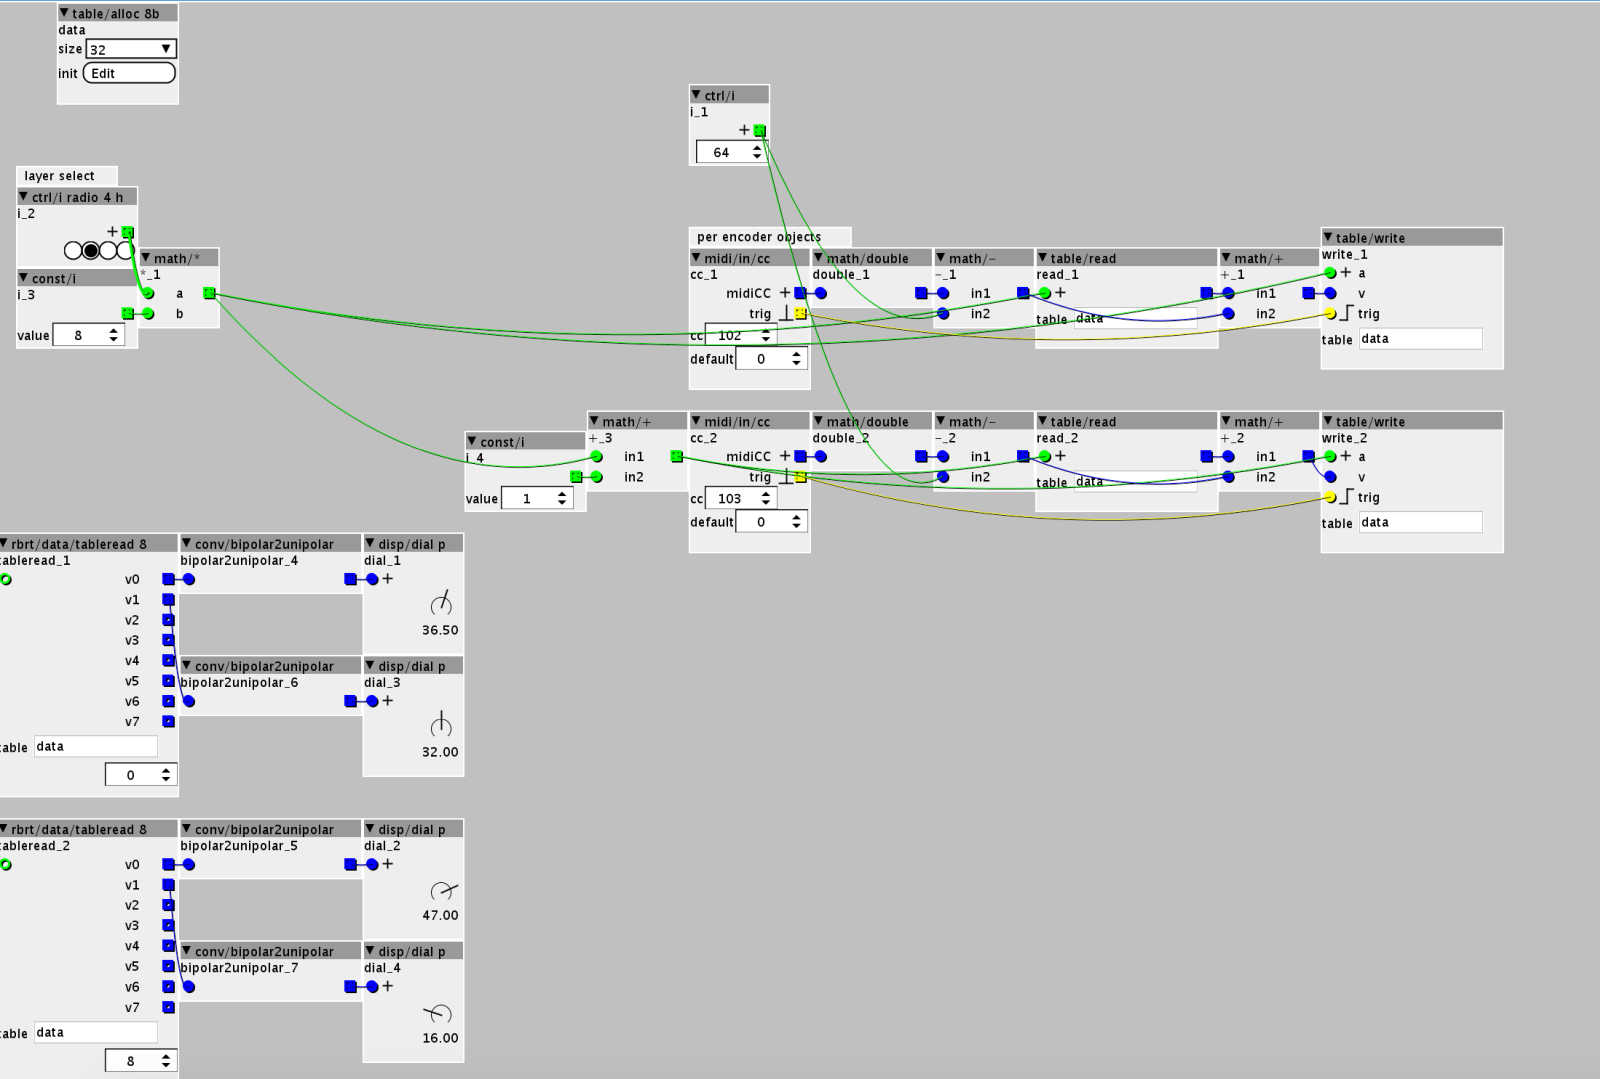 table/alloc 8b
data
size 32
init Edit
ctrl/i
i_1
+
64
layer select
ctrl/i radio 4 h
i_2
+
math/*
*_1
a
b
const/i
i_3
value 8
per encoder objects
midi/in/cc
cc_1
midiCC +
trig
cc 102
default 0
math/double
double_1
math/-
-_1
in1
in2
table/read
read_1
+
table data
math/+
+_1
in1
in2
table/write
write_1
+ a
v
trig
table data
const/i
i_4
value 1
math/+
+_3
in1
in2
midi/in/cc
cc_2
midiCC +
trig
cc 103
default 0
math/double
double_2
math/-
-_2
in1
in2
table/read
read_2
+
table data
math/+
+_2
in1
in2
table/write
write_2
+ a
v
trig
table data
rbrt/data/tableread 8
tableread_1
v0
v1
v2
v3
v4
v5
v6
v7
table data
0
conv/bipolar2unipolar
bipolar2unipolar_4
disp/dial p
dial_1
+
36.50
conv/bipolar2unipolar
bipolar2unipolar_6
disp/dial p
dial_3
+
32.00
rbrt/data/tableread 8
tableread_2
v0
v1
v2
v3
v4
v5
v6
v7
table data
8
conv/bipolar2unipolar
bipolar2unipolar_5
disp/dial p
dial_2
+
47.00
conv/bipolar2unipolar
bipolar2unipolar_7
disp/dial p
dial_4
+
16.00